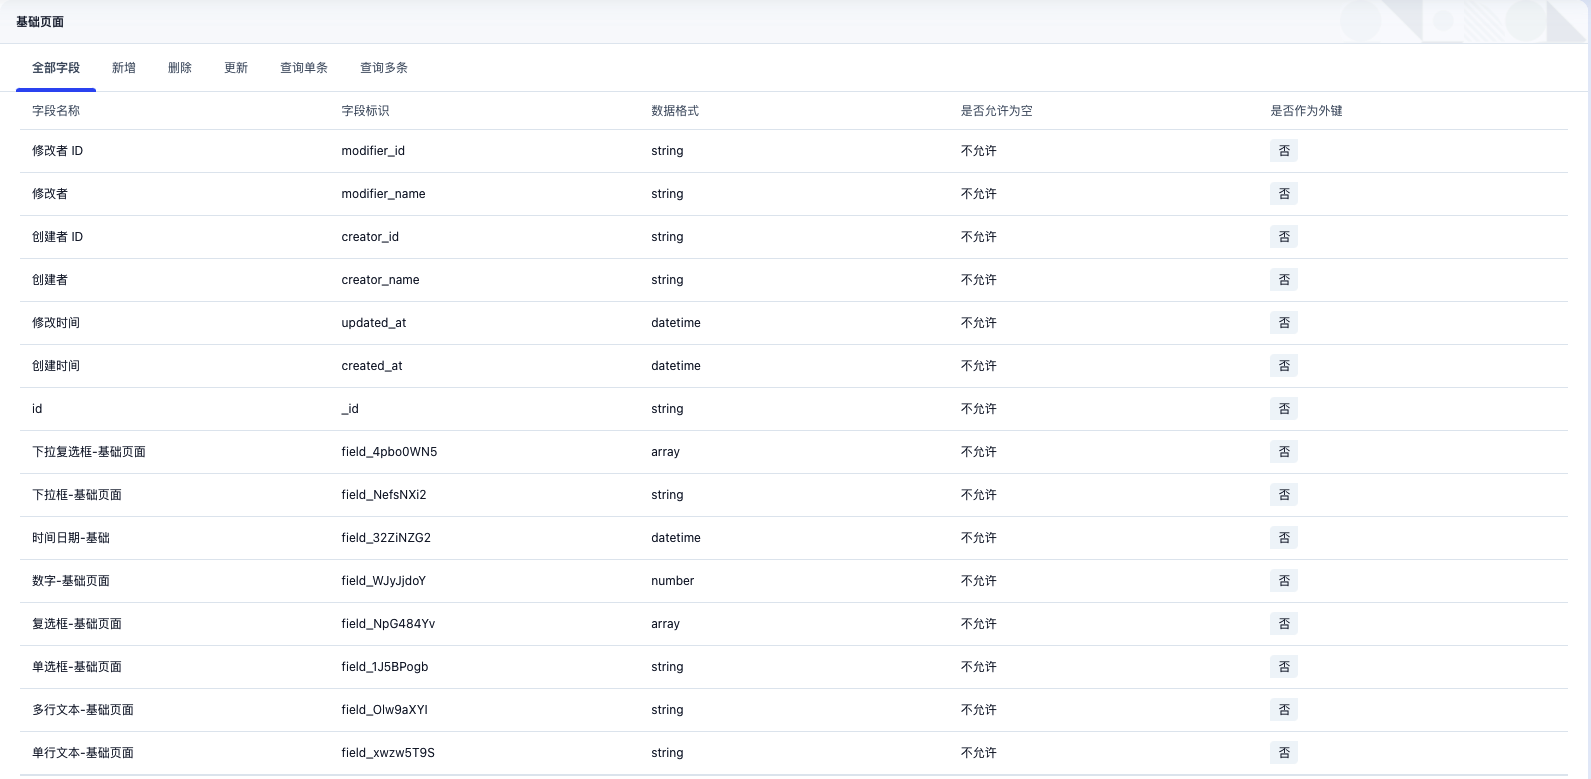 基础页面
全部字段 新增 删除 更新 查询单条 查询多条
字段名称 字段标识 数据格式 是否允许为空 是否作为外键
修改者 ID modifier_id string 不允许 否
修改者 modifier_name string 不允许 否
创建者 ID creator_id string 不允许 否
创建者 creator_name string 不允许 否
修改时间 updated_at datetime 不允许 否
创建时间 created_at datetime 不允许 否
id _id string 不允许 否
下拉复选框-基础页面 field_4pbo0WN5 array 不允许 否
下拉框-基础页面 field_NefsNXi2 string 不允许 否
时间日期-基础 field_32ZiNZG2 datetime 不允许 否
数字-基础页面 field_WJyJjdoY number 不允许 否
复选框-基础页面 field_NpG484Yv array 不允许 否
单选框-基础页面 field_1J5BPogb string 不允许 否
多行文本-基础页面 field_Olw9aXYI string 不允许 否
单行文本-基础页面 field_xwzw5T9S string 不允许 否